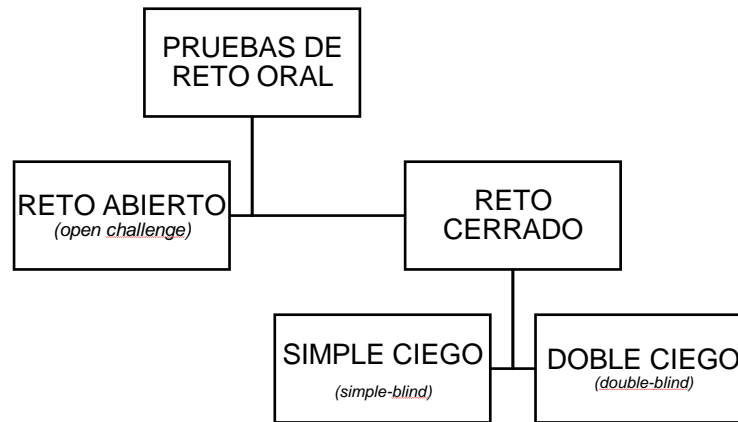 PRUEBAS DE
RETO ORAL
RETO ABIERTO
(open challenge)
RETO
CERRADO
SIMPLE CIEGO
(simple-blind)
DOBLE CIEGO
(double-blind)